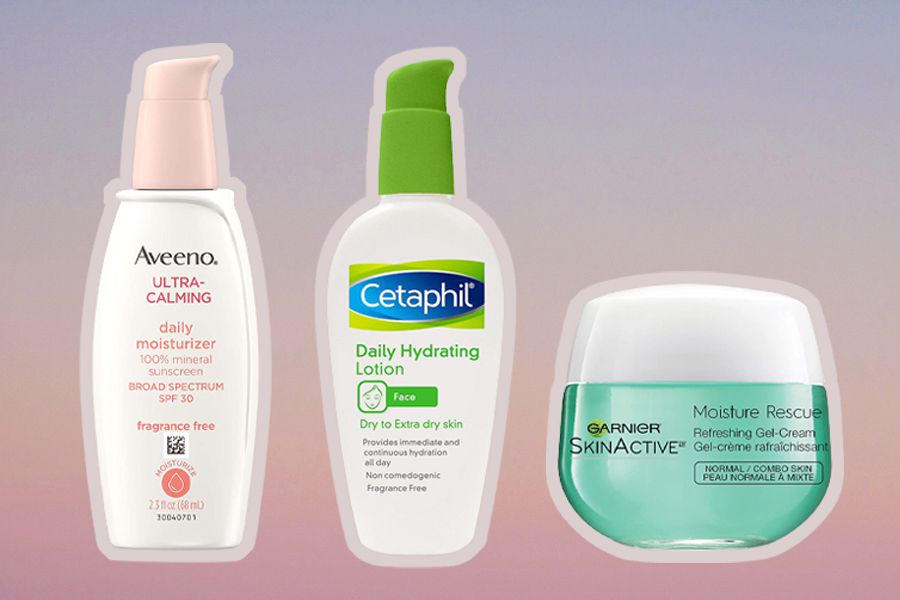 Aveeno®
ULTRA-
CALMING
daily
moisturizer
100% mineral
sunscreen
BROAD SPECTRUM
SPF 30
fragrance free
MOISTURIZE
2.3 fl oz (68 mL)
30040701
Cetaphil®
Daily Hydrating
Lotion
Face
Dry to Extra dry skin
Provides immediate and
continuous hydration
all day
Non comedogenic
Fragrance Free
GARNIER
SKINACTIVE
Moisture Rescue
Refreshing Gel-Cream
Gel-crème rafraîchissant
NORMAL / COMBO SKIN
PEAU NORMALE À MIXTE